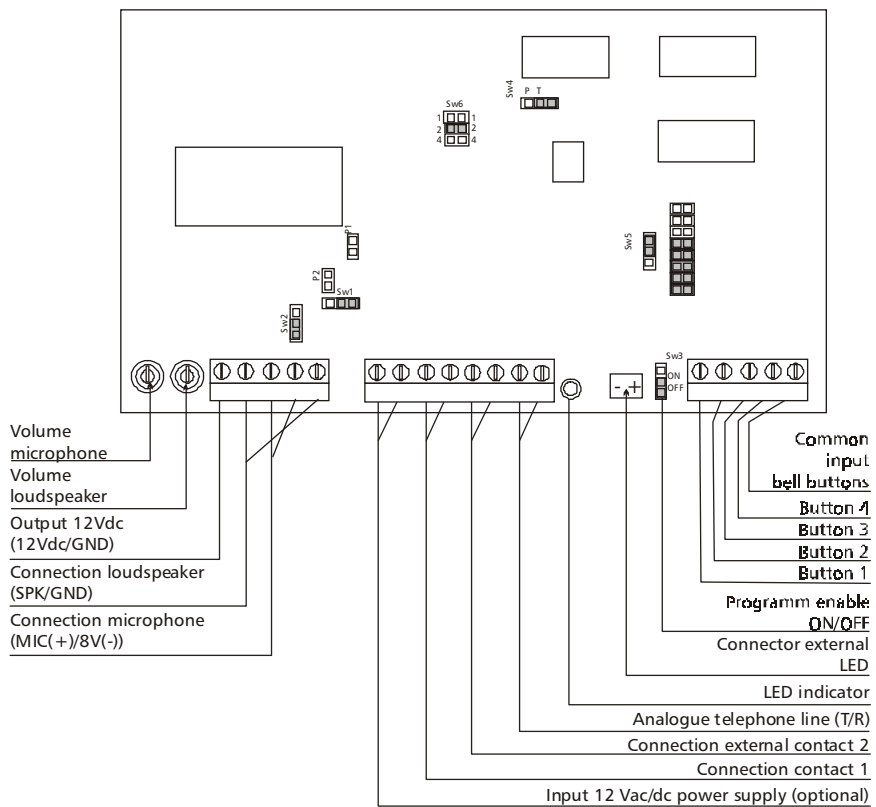 Sw4
P T
Sw6
1 1
2 2
4 4
P1
Sw5
P2
Sw1
Sw2
Sw3
ON
OFF
- +
Volume
microphone
Volume
loudspeaker
Output 12Vdc
(12Vdc/GND)
Connection loudspeaker
(SPK/GND)
Connection microphone
(MIC(+)/8V(-))
Common
input
bell buttons
Button 4
Button 3
Button 2
Button 1
Programm enable
ON/OFF
Connector external
LED
LED indicator
Analogue telephone line (T/R)
Connection external contact 2
Connection contact 1
Input 12 Vac/dc power supply (optional)